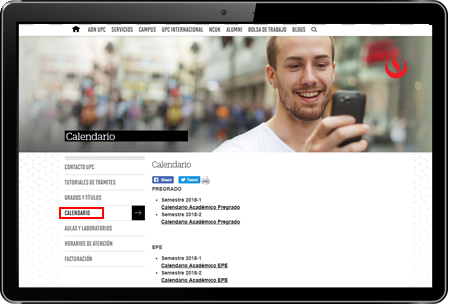 ADN UPC SERVICIOS CAMPUS UPC INTERNACIONAL NCUK ALUMNI BOLSA DE TRABAJO BLOGS
Calendario
CONTACTO UPC
TUTORIALES DE TRÁMITES
GRADOS Y TÍTULOS
CALENDARIO
AULAS Y LABORATORIOS
HORARIOS DE ATENCIÓN
FACTURACIÓN
Calendario
Share Tweet
PREGRADO
Semestre 2018-1
Calendario Académico Pregrado
Semestre 2018-2
Calendario Académico Pregrado
EPE
Semestre 2018-1
Calendario Académico EPE
Semestre 2018-2
Calendario Académico EPE